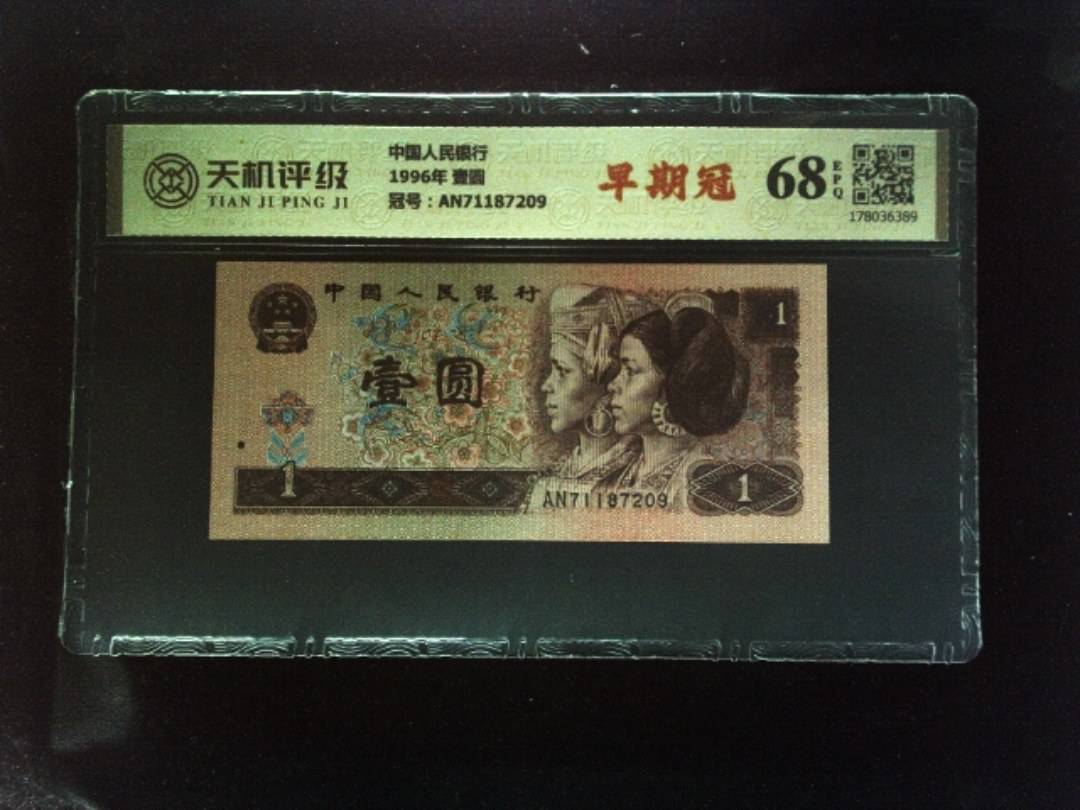 天机评级
TIAN JI PING JI
中国人民银行
1996年 壹圆
冠号：AN71187209
早期冠
68
EPQ
178036389
中国人民银行
1
壹圆
1
AN71187209
1